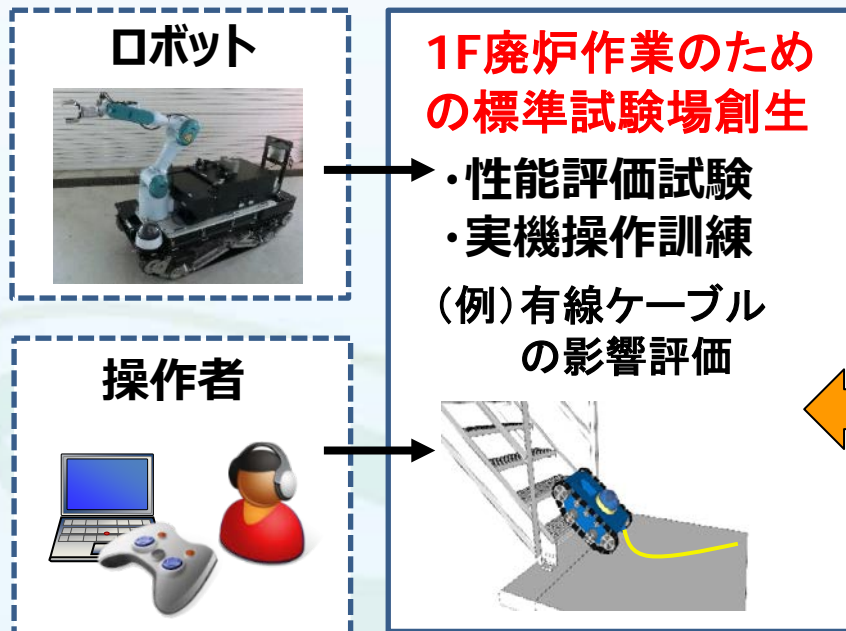 ロボット
1F廃炉作業のため
の標準試験場創生
・性能評価試験
・実機操作訓練
（例）有線ケーブル
の影響評価
操作者